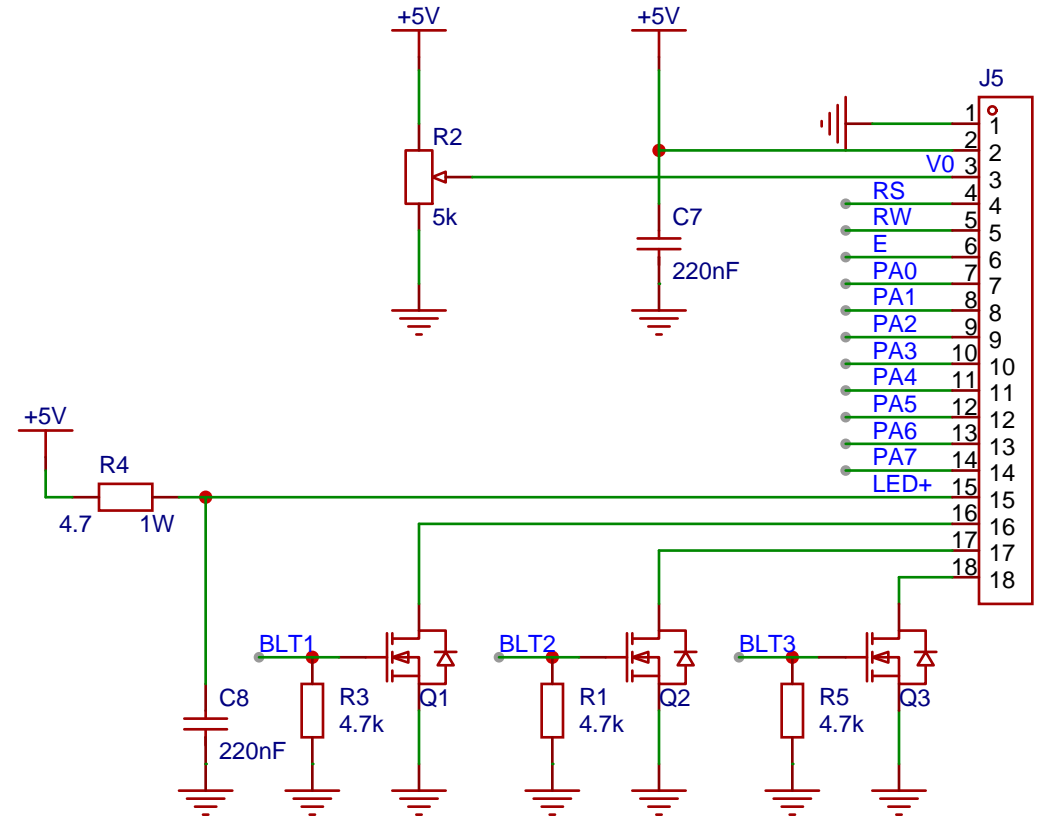 +5V
+5V
J5
R2
5k
C7
220nF
1
1
2
2
V0
3
3
RS
4
4
RW
5
5
E
6
6
PA0
7
7
PA1
8
8
PA2
9
9
PA3
10
10
PA4
11
11
PA5
12
12
PA6
13
13
PA7
14
14
LED+
15
15
16
16
17
17
18
18
+5V
R4
4.7
1W
C8
220nF
BLT1
R3
4.7k
Q1
BLT2
R1
4.7k
Q2
BLT3
R5
4.7k
Q3